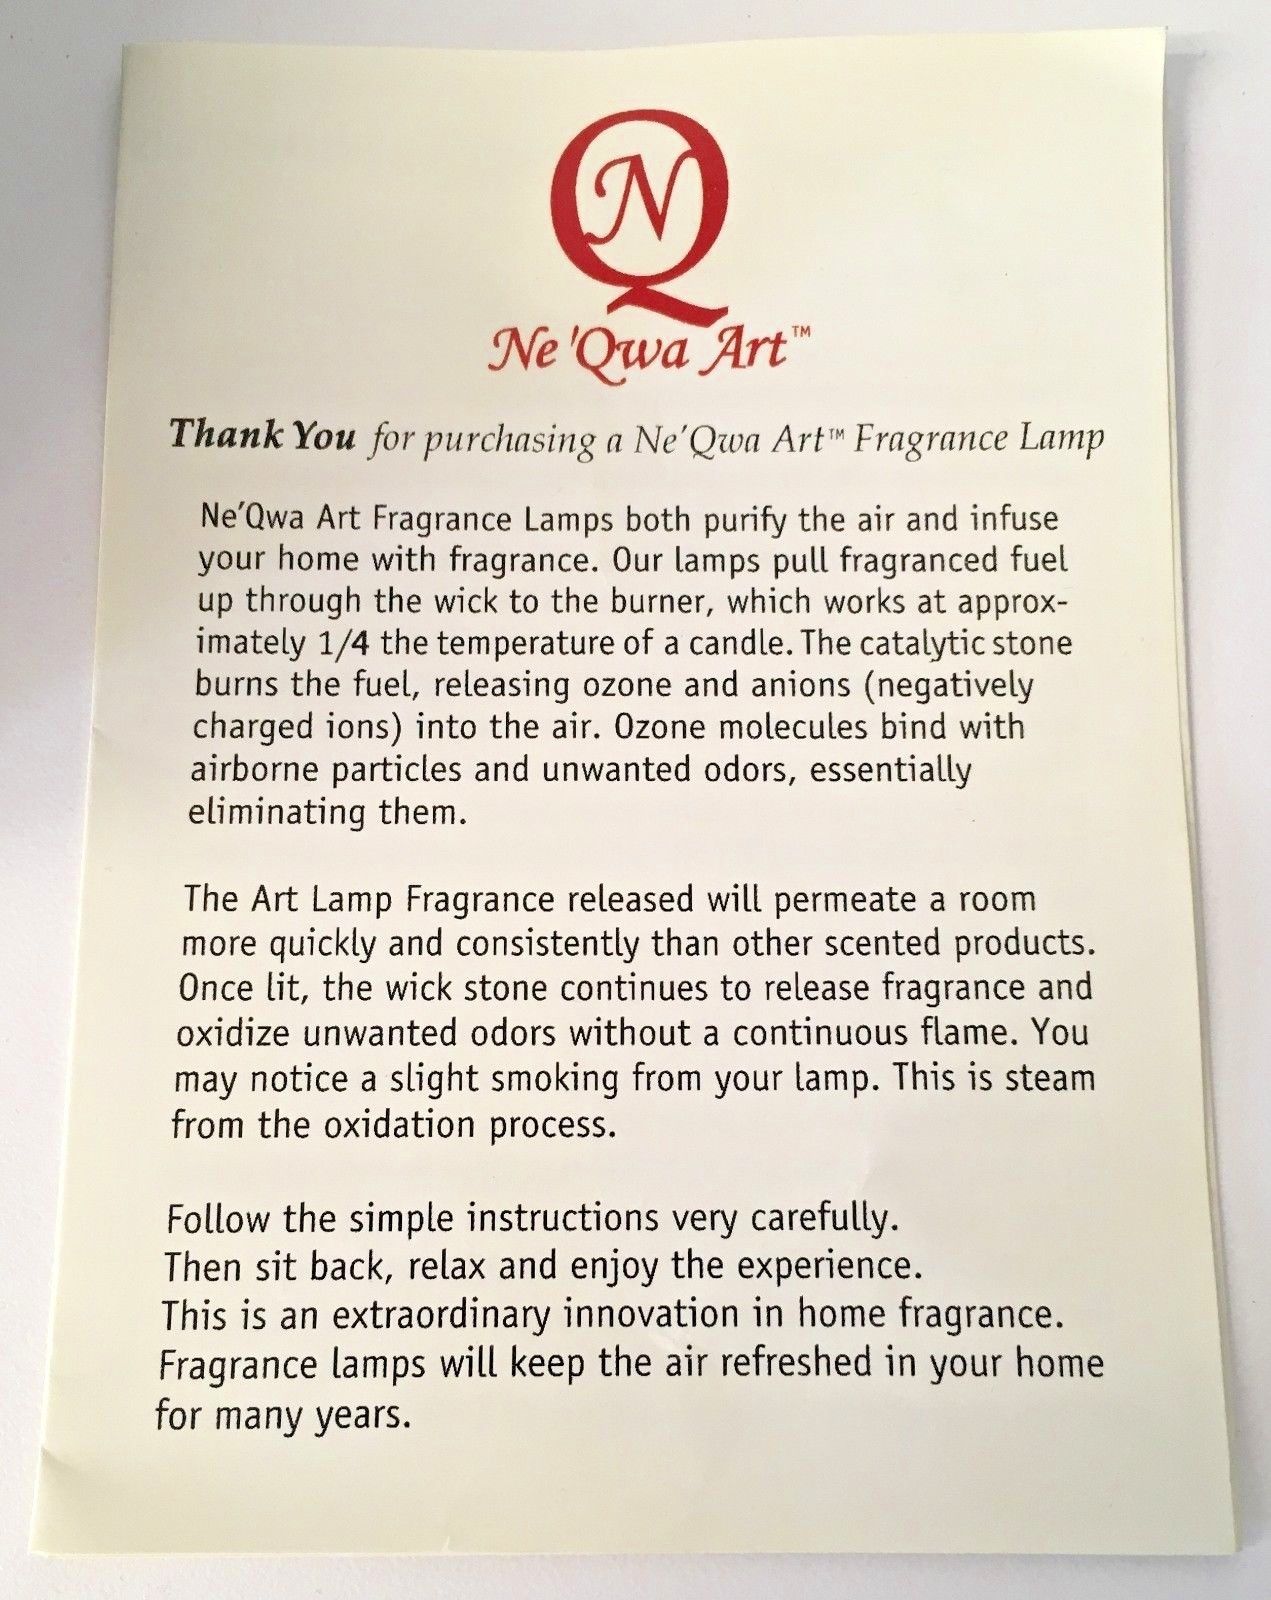 QN
Ne'Qwa Art™
Thank You for purchasing a Ne'Qwa Art™ Fragrance Lamp
Ne'Qwa Art Fragrance Lamps both purify the air and infuse
your home with fragrance. Our lamps pull fragranced fuel
up through the wick to the burner, which works at approx-
imately 1/4 the temperature of a candle. The catalytic stone
burns the fuel, releasing ozone and anions (negatively
charged ions) into the air. Ozone molecules bind with
airborne particles and unwanted odors, essentially
eliminating them.
The Art Lamp Fragrance released will permeate a room
more quickly and consistently than other scented products.
Once lit, the wick stone continues to release fragrance and
oxidize unwanted odors without a continuous flame. You
may notice a slight smoking from your lamp. This is steam
from the oxidation process.
Follow the simple instructions very carefully.
Then sit back, relax and enjoy the experience.
This is an extraordinary innovation in home fragrance.
Fragrance lamps will keep the air refreshed in your home
for many years.